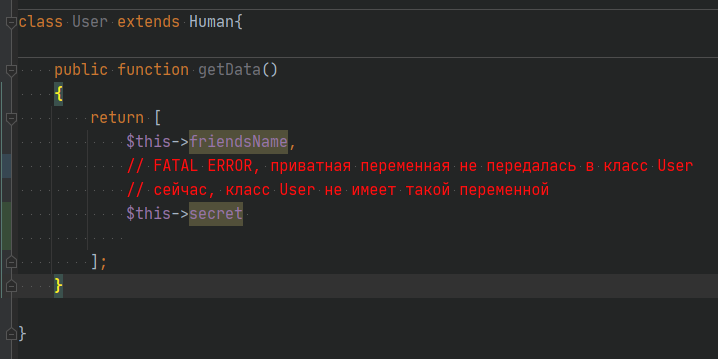 class User extends Human{
public function getData()
{
return [
$this->friendsName,
// FATAL ERROR, приватная переменная не передалась в класс User
// сейчас, класс User не имеет такой переменной
$this->secret
];
}
}